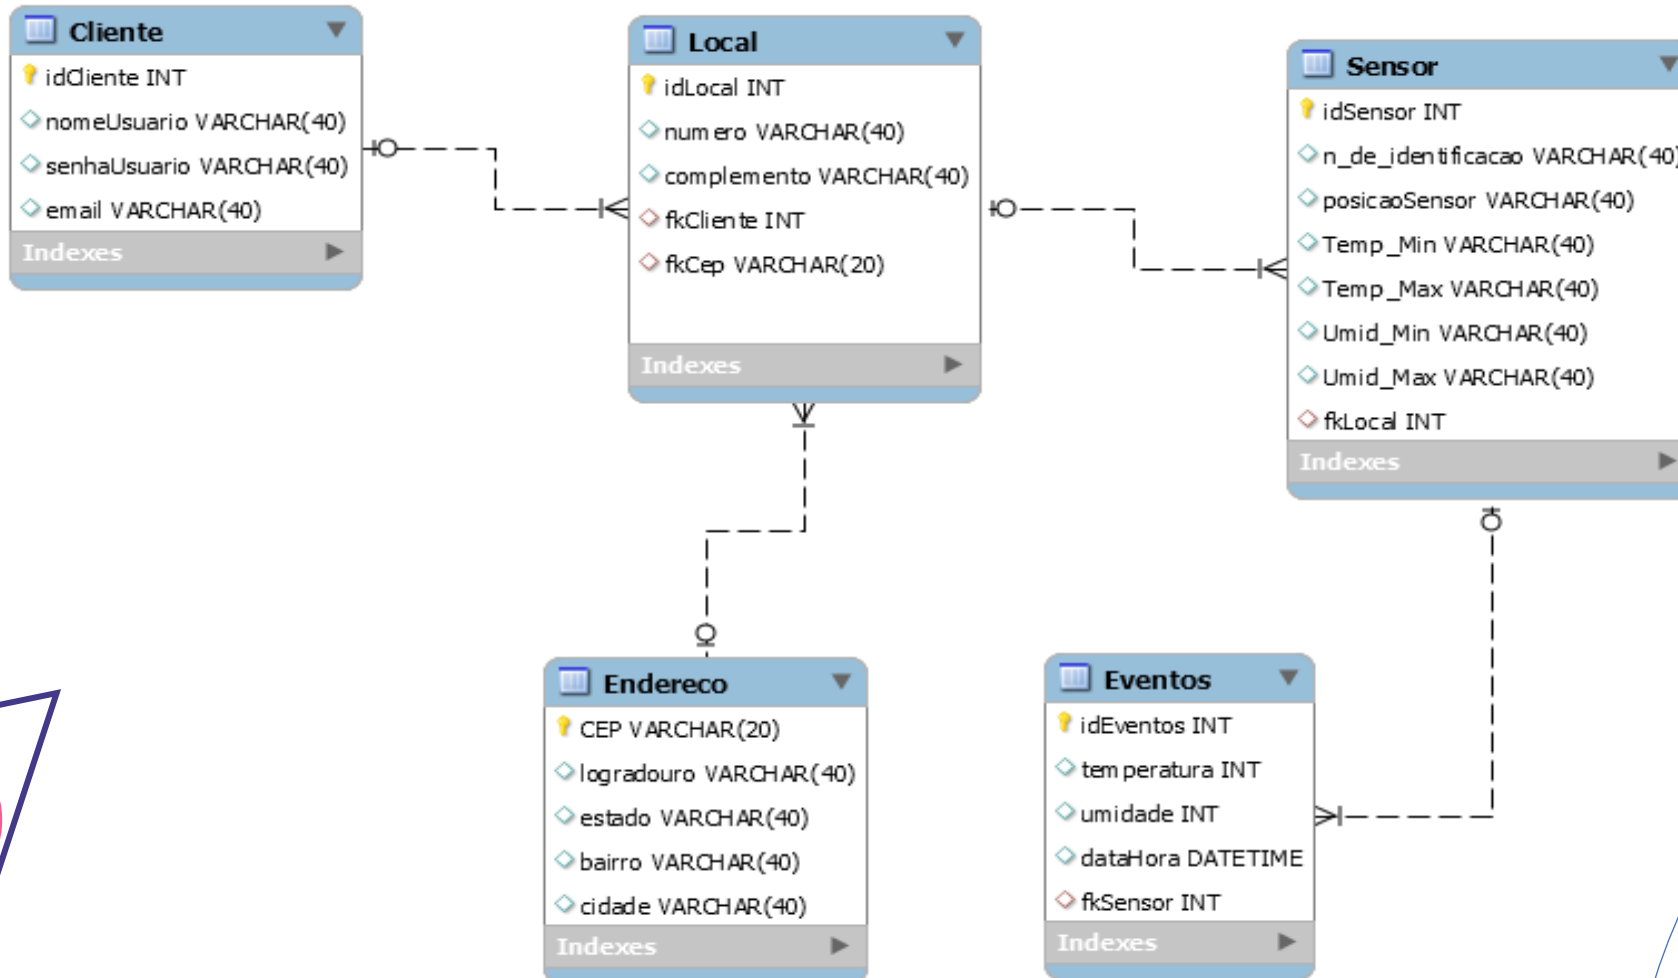 Cliente
idCliente INT
nomeUsuario VARCHAR(40)
senhaUsuario VARCHAR(40)
email VARCHAR(40)
Indexes
Local
idLocal INT
numero VARCHAR(40)
complemento VARCHAR(40)
fkCliente INT
fkCep VARCHAR(20)
Indexes
Sensor
idSensor INT
n_de_identificacao VARCHAR(40)
posicaoSensor VARCHAR(40)
Temp_Min VARCHAR(40)
Temp_Max VARCHAR(40)
Umid_Min VARCHAR(40)
Umid_Max VARCHAR(40)
fkLocal INT
Indexes
Endereco
CEP VARCHAR(20)
logradouro VARCHAR(40)
estado VARCHAR(40)
bairro VARCHAR(40)
cidade VARCHAR(40)
Indexes
Eventos
idEventos INT
temperatura INT
umidade INT
dataHora DATETIME
fkSensor INT
Indexes